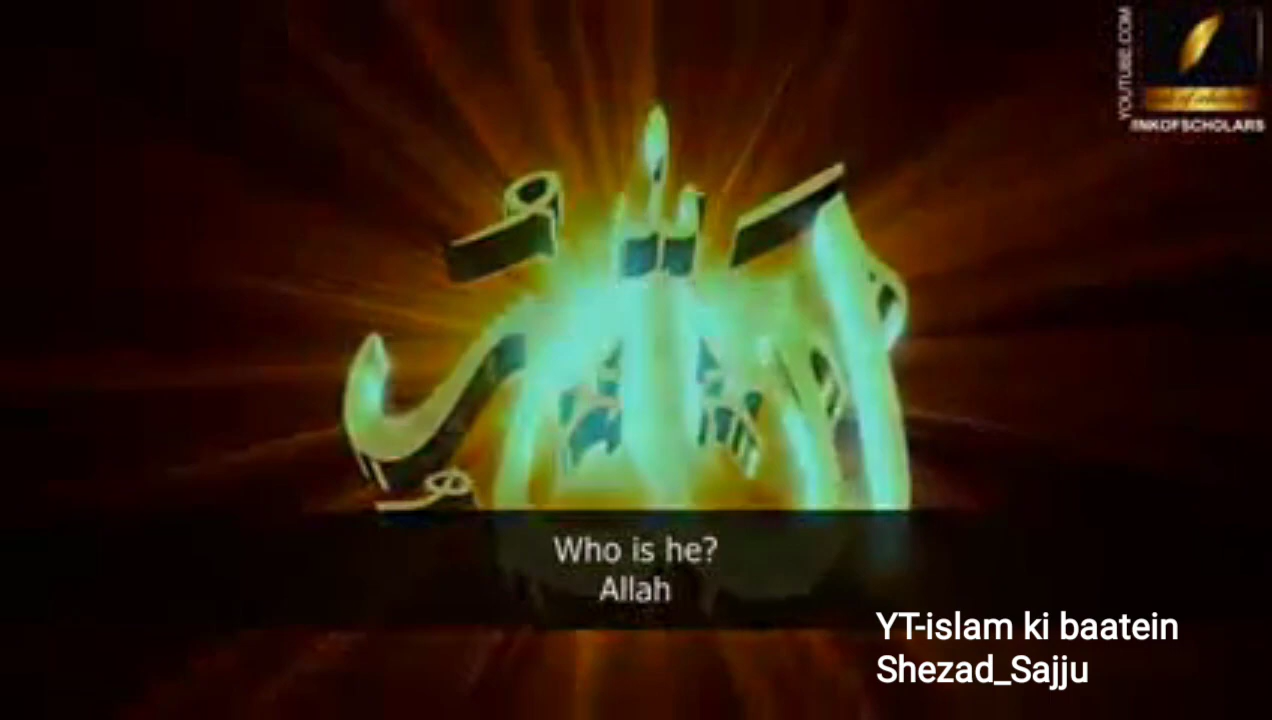 YOUTUBE.COM
/INKOFSCHOLARS
Who is he?
Allah
YT-islam ki baatein
Shezad_Sajju